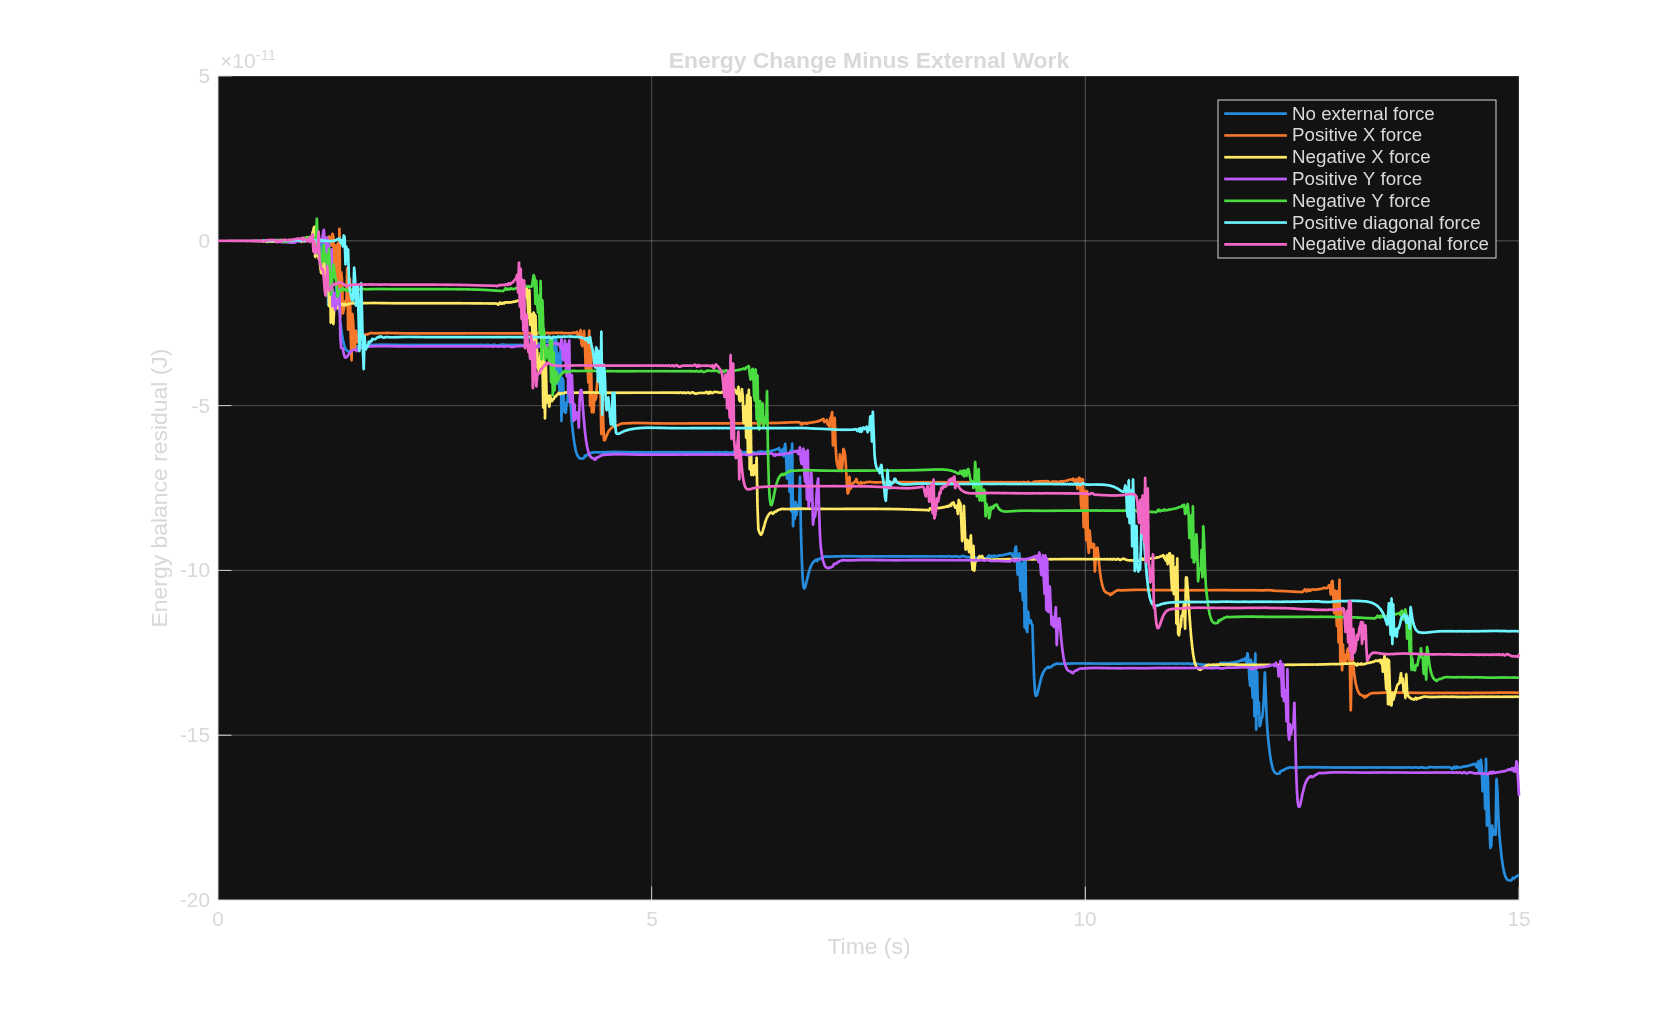 ×10-11
Energy Change Minus External Work
5
0
-5
-10
-15
-20
Energy balance residual (J)
No external force
Positive X force
Negative X force
Positive Y force
Negative Y force
Positive diagonal force
Negative diagonal force
0 5 10 15
Time (s)